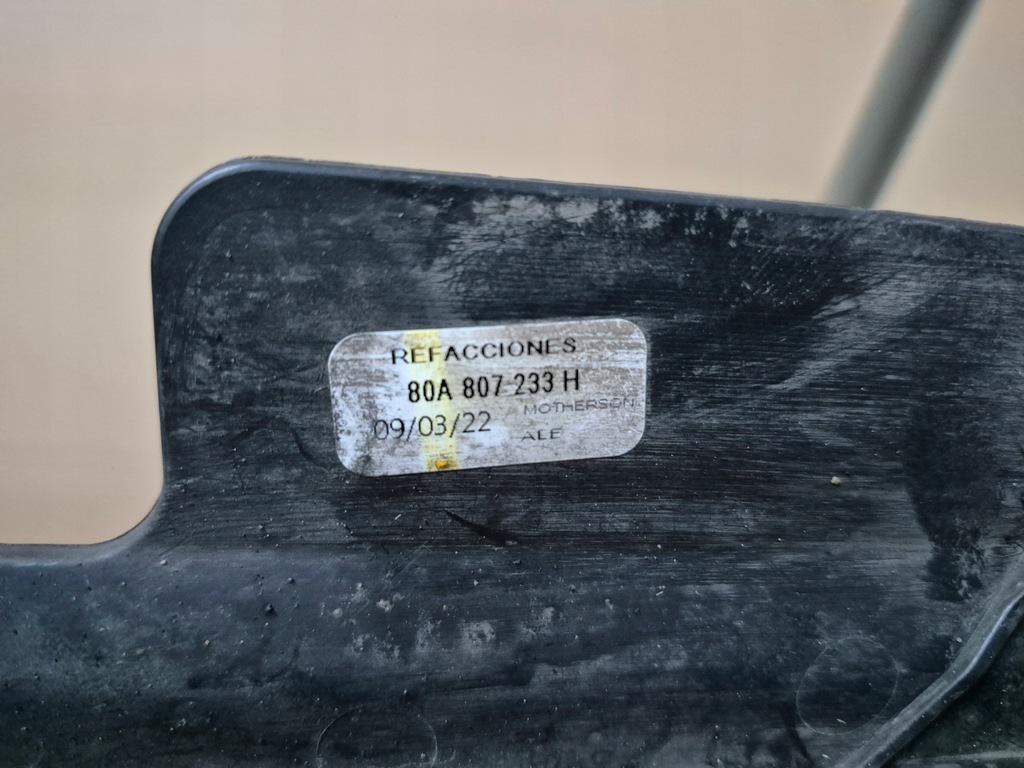 REFACCIONES
80A 807 233 H
09/03/22 MOTHERSON
ALE